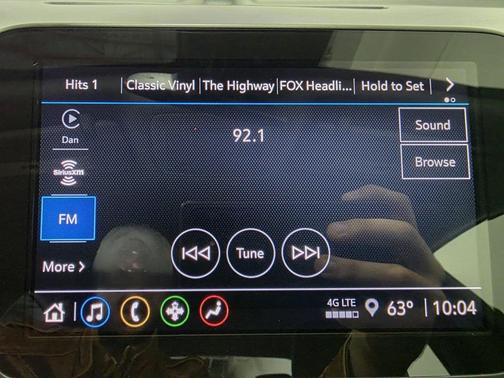 Hits 1 Classic Vinyl The Highway FOX Headli... Hold to Set
Dan
92.1
Sound
SiriusXM
Browse
FM
Tune
More
4G LTE
63°
10:04